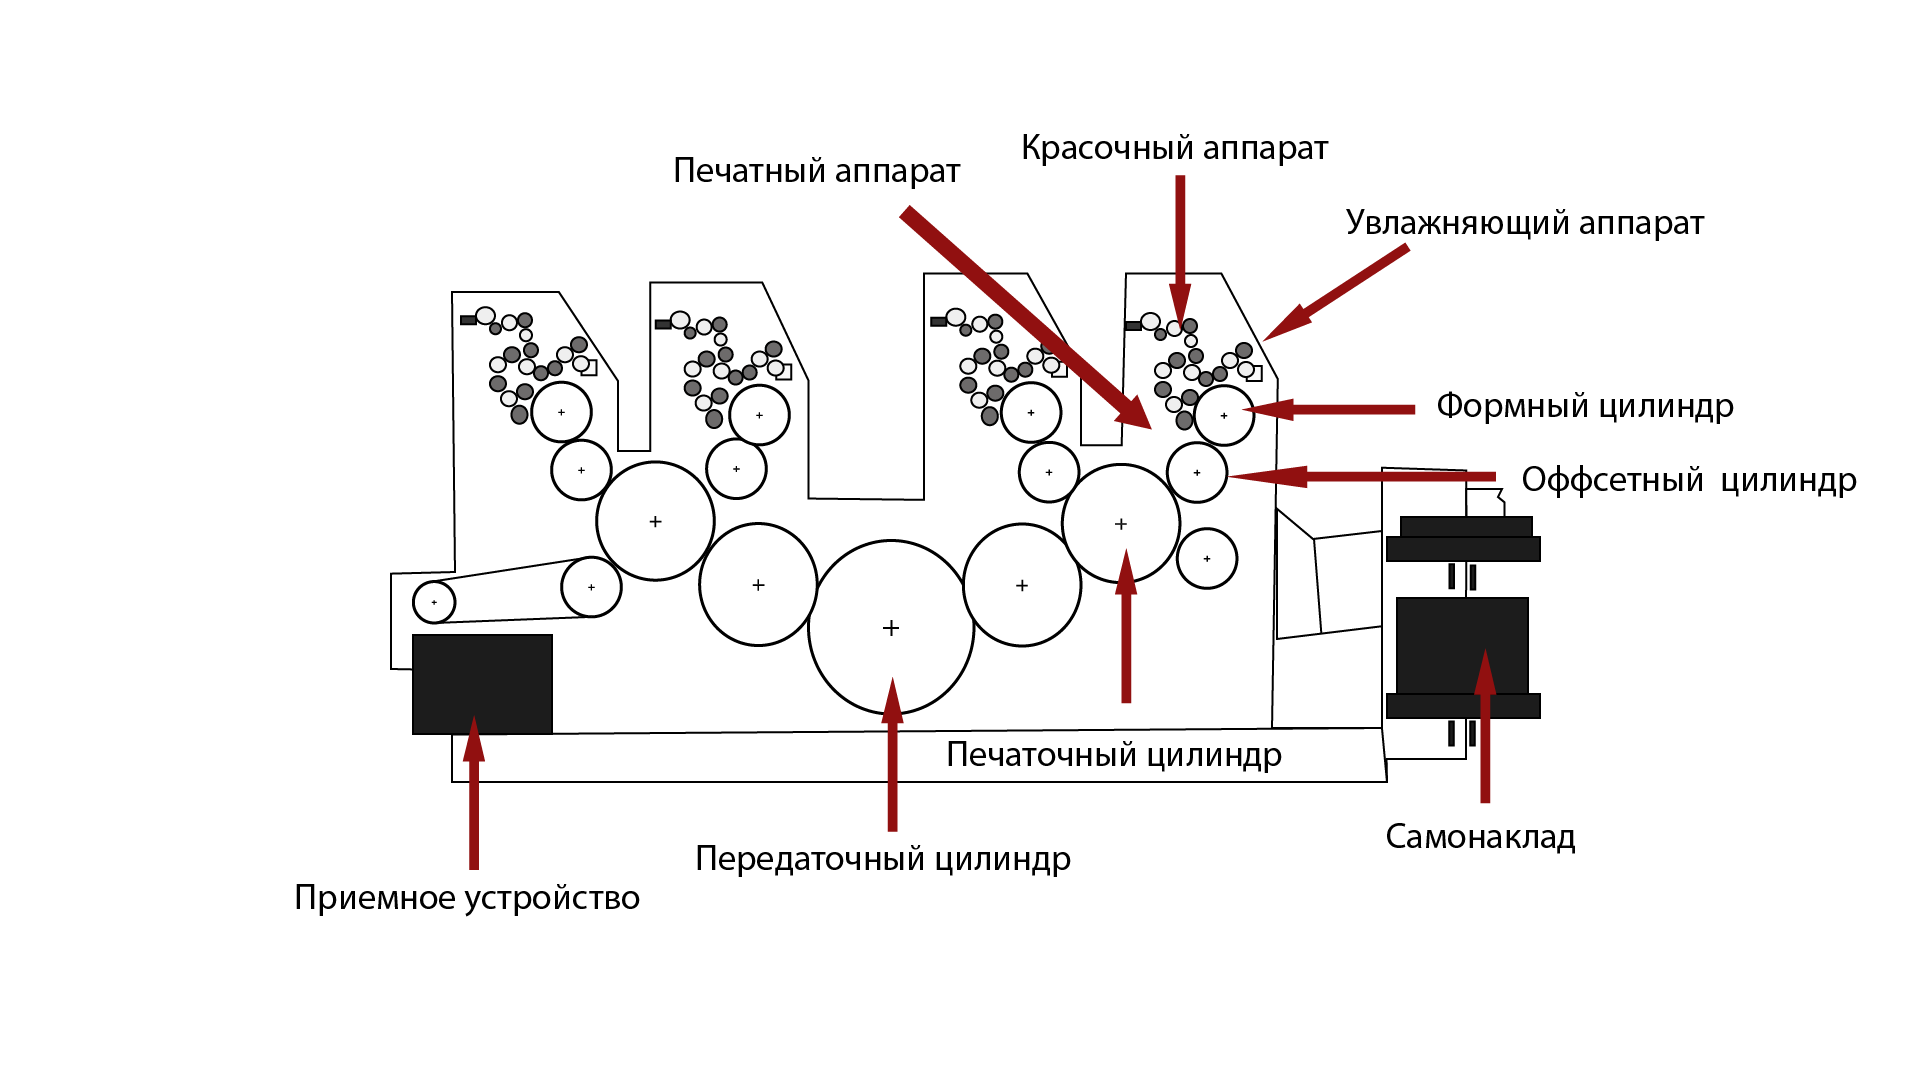 Красочный аппарат
Печатный аппарат
Увлажняющий аппарат
Формный цилиндр
Оффсетный цилиндр
Печаточный цилиндр
Самонаклад
Передаточный цилиндр
Приемное устройство